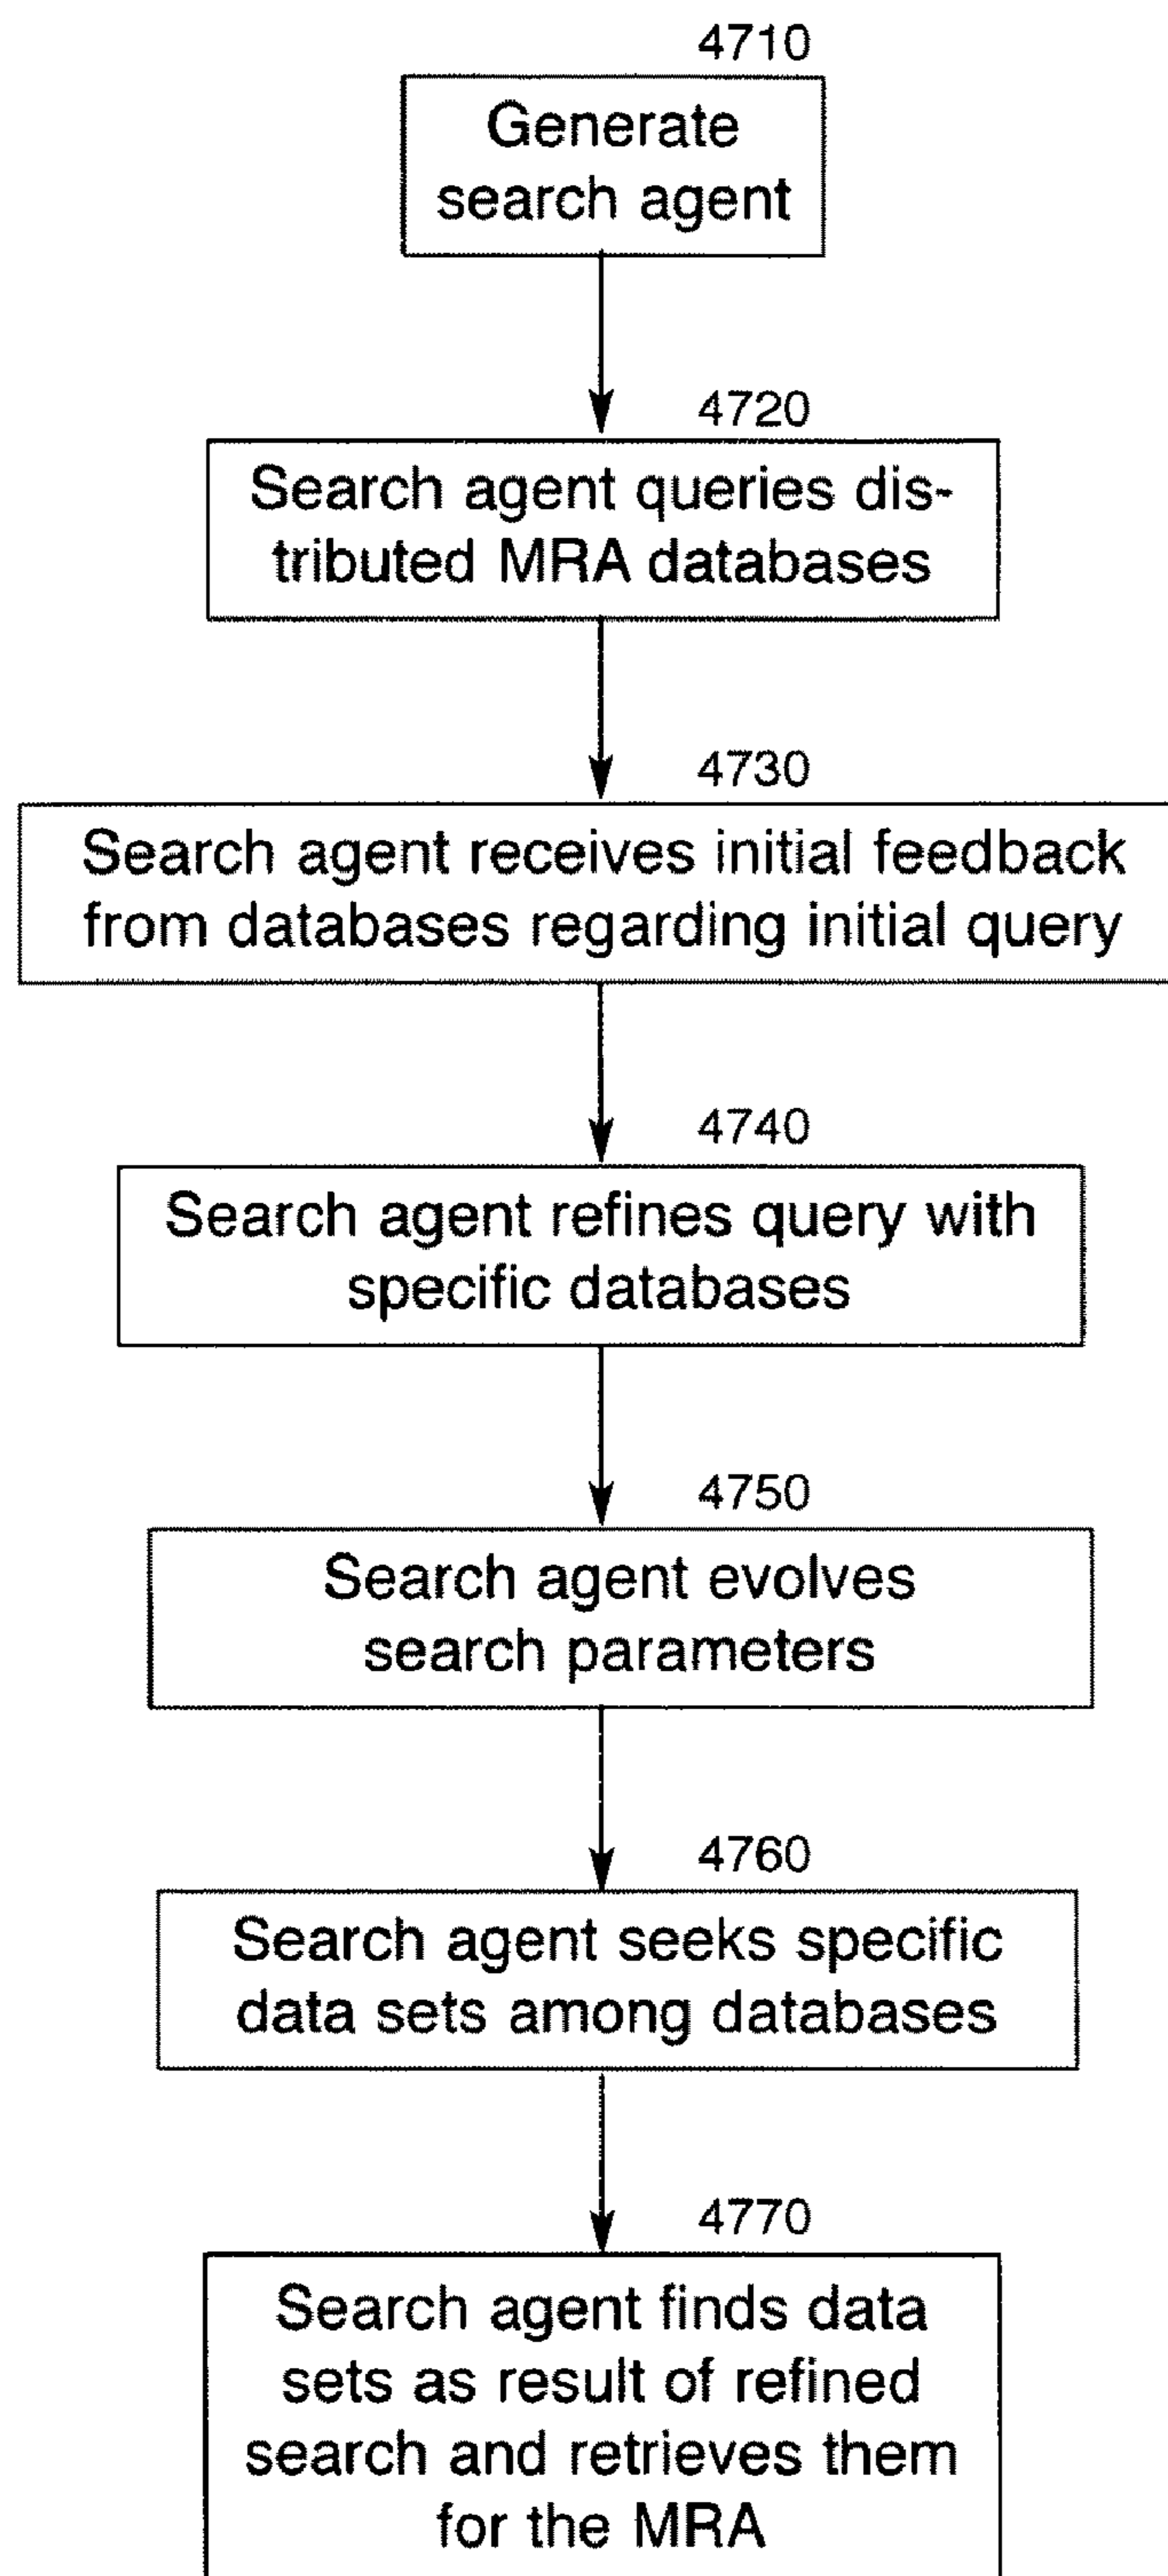 4710
Generate
search agent
4720
Search agent queries dis-
tributed MRA databases
4730
Search agent receives initial feedback
from databases regarding initial query
4740
Search agent refines query with
specific databases
4750
Search agent evolves
search parameters
4760
Search agent seeks specific
data sets among databases
4770
Search agent finds data
sets as result of refined
search and retrieves them
for the MRA